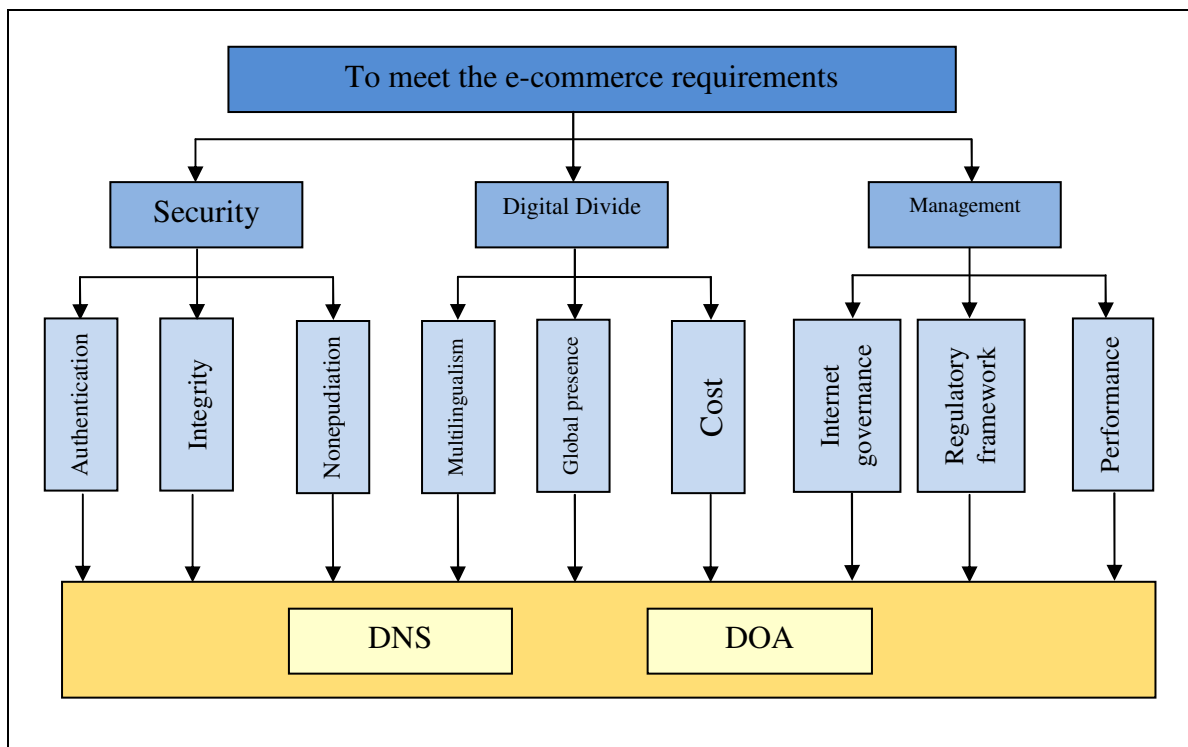 To meet the e-commerce requirements
Security
Digital Divide
Management
Authentication
Integrity
Nonepudiation
Multilingualism
Global presence
Cost
Internet
governance
Regulatory
framework
Performance
DNS
DOA